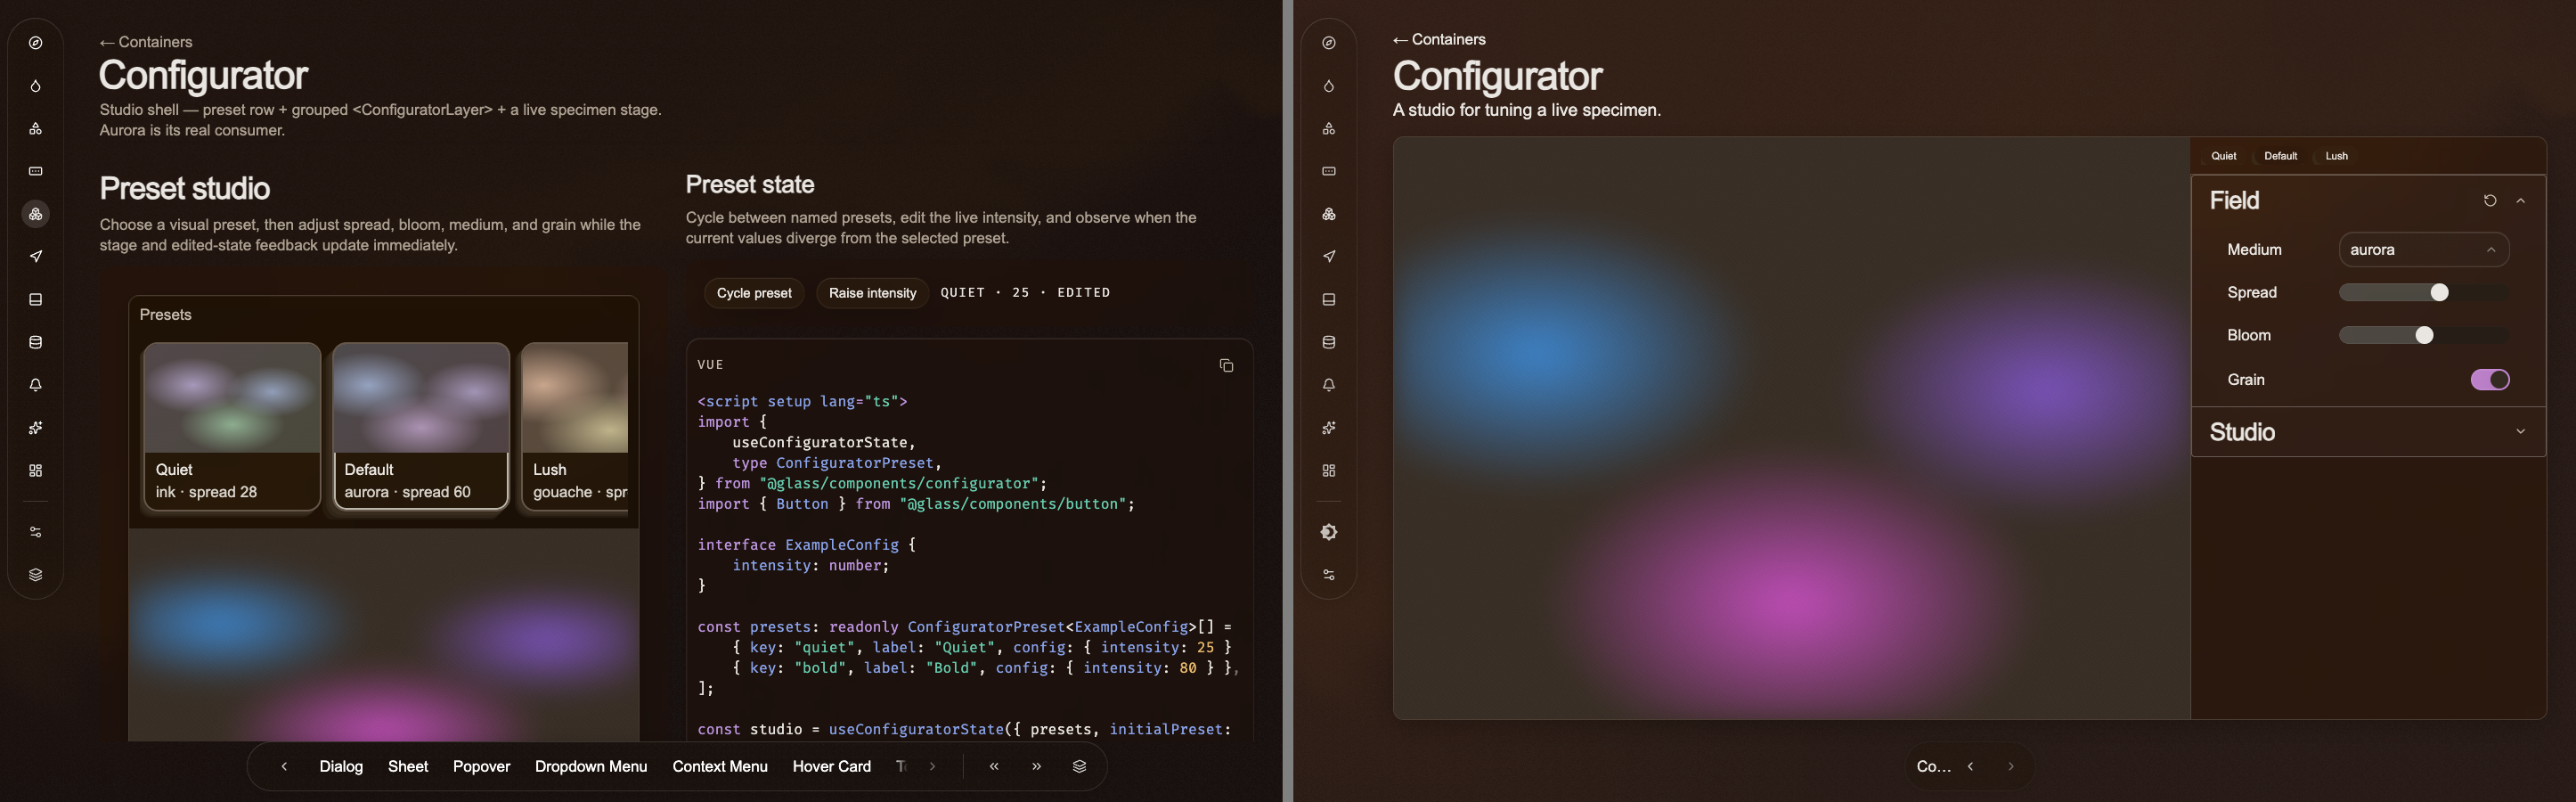 ← Containers
Configurator
Studio shell — preset row + grouped <ConfiguratorLayer> + a live specimen stage.
Aurora is its real consumer.
Preset studio
Choose a visual preset, then adjust spread, bloom, medium, and grain while the
stage and edited-state feedback update immediately.
Presets
Quiet
ink · spread 28
Default
aurora · spread 60
Lush
gouache · spr
Preset state
Cycle between named presets, edit the live intensity, and observe when the
current values diverge from the selected preset.
Cycle preset
Raise intensity
QUIET · 25 · EDITED
VUE
<script setup lang="ts">
import {
useConfiguratorState,
type ConfiguratorPreset,
} from "@glass/components/configurator";
import { Button } from "@glass/components/button";
interface ExampleConfig {
intensity: number;
}
const presets: readonly ConfiguratorPreset<ExampleConfig>[] =
{ key: "quiet", label: "Quiet", config: { intensity: 25 }
{ key: "bold", label: "Bold", config: { intensity: 80 } },
];
const studio = useConfiguratorState({ presets, initialPreset:
Dialog Sheet Popover Dropdown Menu Context Menu Hover Card
← Containers
Configurator
A studio for tuning a live specimen.
Quiet Default Lush
Field
Medium aurora
Spread
Bloom
Grain
Studio
Co...